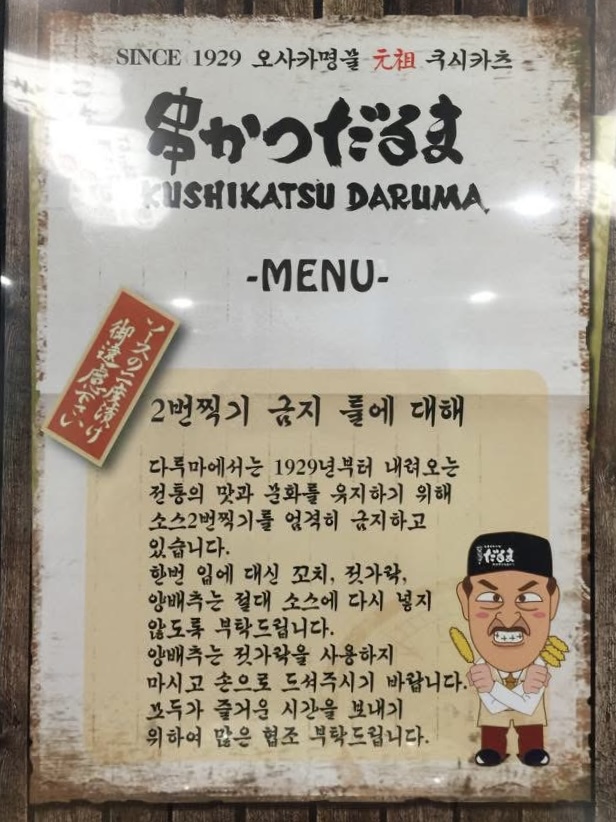 SINCE 1929 오사카명물 元祖 쿠시카츠
串かつだるま
KUSHIKATSU DARUMA
-MENU-
ソースの二度漬け
御遠慮下さい
2번찍기 금지 룰에 대해
다루마에서는 1929년부터 내려오는
전통의 맛과 문화를 유지하기 위해
소스2번찍기를 엄격히 금지하고
있습니다.
한번 입에 대신 꼬치, 젓가락,
양배추는 절대 소스에 다시 넣지
않도록 부탁드립니다.
양배추는 젓가락을 사용하지
마시고 손으로 드셔주시기 바랍니다.
모두가 즐거운 시간을 보내기
위하여 많은 협조 부탁드립니다.
だるま